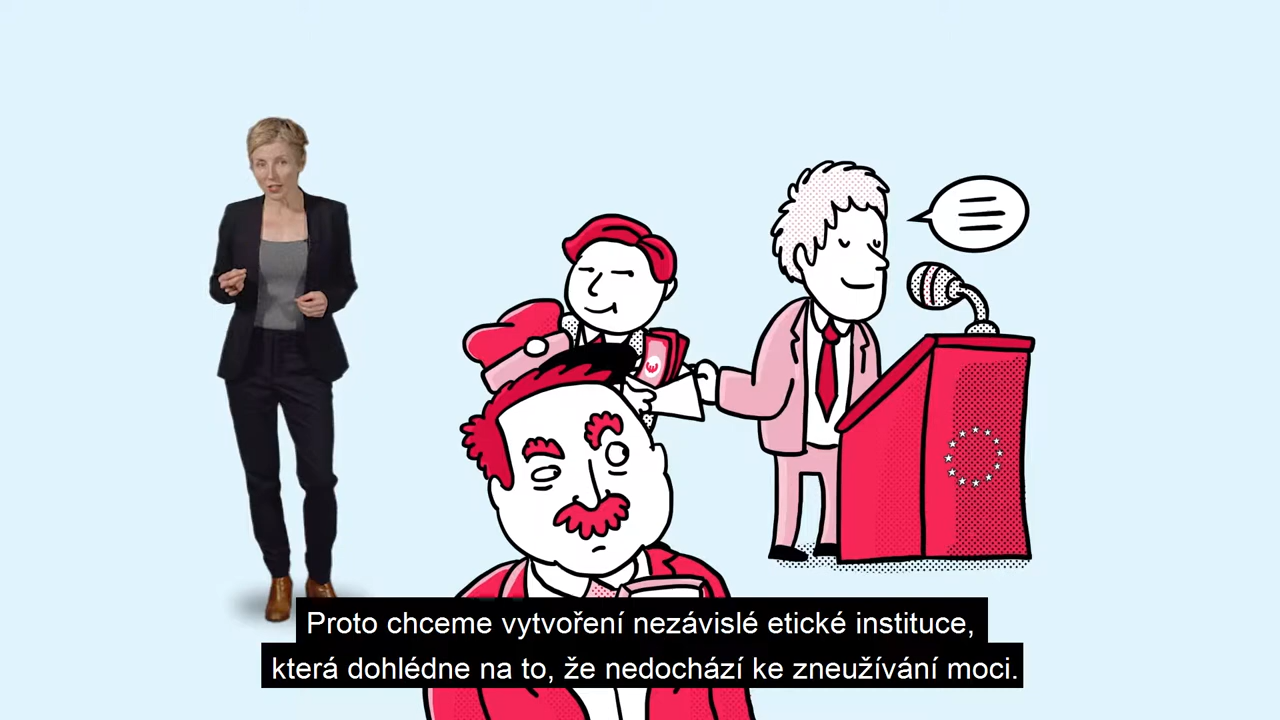 Proto chceme vytvoření nezávislé etické instituce,
která dohlédne na to, že nedochází ke zneužívání moci.